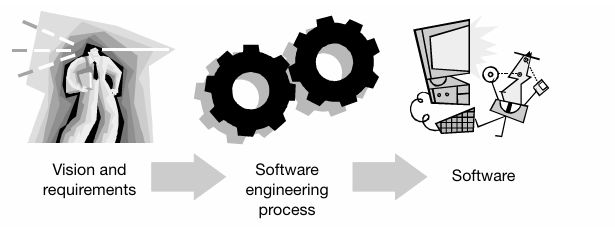 Vision and
requirements
Software
engineering
process
Software